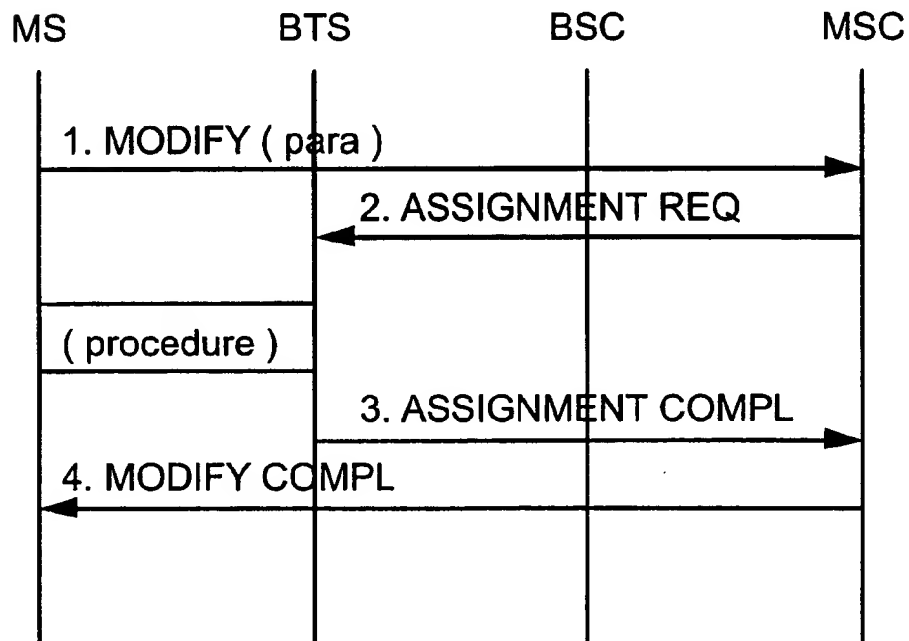 MS BTS BSC MSC
1. MODIFY ( para )
2. ASSIGNMENT REQ
( procedure )
3. ASSIGNMENT COMPL
4. MODIFY COMPL